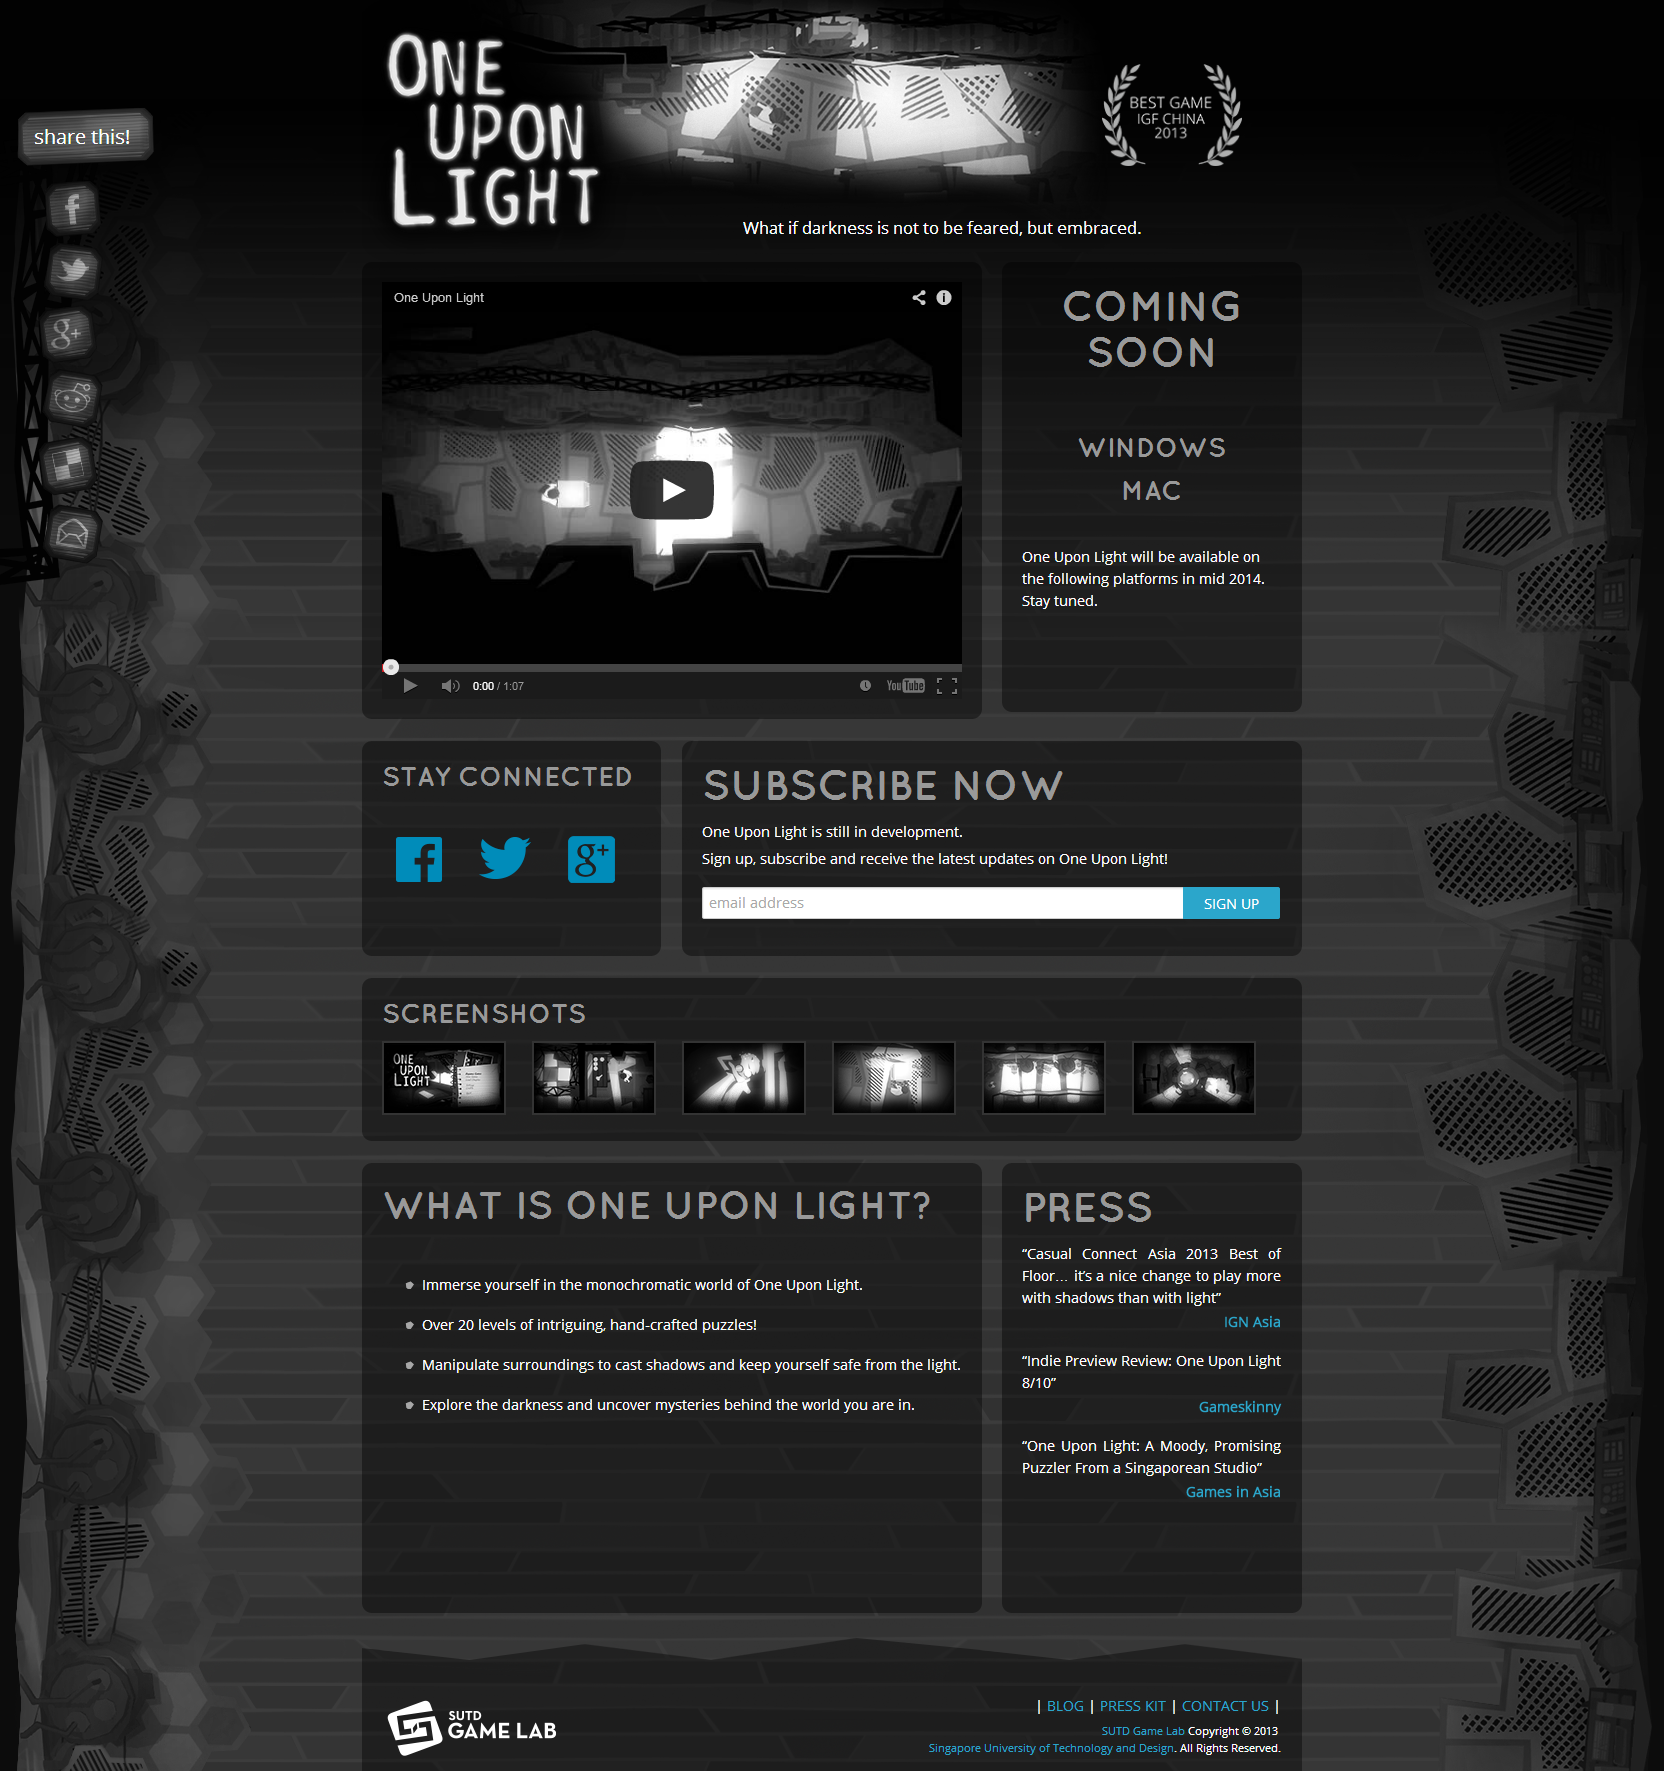 ONE
UPON
LIGHT
BEST GAME
IGF CHINA
2013
share this!
What if darkness is not to be feared, but embraced.
One Upon Light
0:00 / 1:07
YouTube
COMING
SOON
WINDOWS
MAC
One Upon Light will be available on
the following platforms in mid 2014.
Stay tuned.
STAY CONNECTED
SUBSCRIBE NOW
One Upon Light is still in development.
Sign up, subscribe and receive the latest updates on One Upon Light!
email address
SIGN UP
SCREENSHOTS
ONE
UPON
LIGHT
WHAT IS ONE UPON LIGHT?
Immerse yourself in the monochromatic world of One Upon Light.
Over 20 levels of intriguing, hand-crafted puzzles!
Manipulate surroundings to cast shadows and keep yourself safe from the light.
Explore the darkness and uncover mysteries behind the world you are in.
PRESS
“Casual Connect Asia 2013 Best of
Floor… it’s a nice change to play more
with shadows than with light”
IGN Asia
“Indie Preview Review: One Upon Light
8/10”
Gameskinny
“One Upon Light: A Moody, Promising
Puzzler From a Singaporean Studio”
Games in Asia
SUTD
GAME LAB
| BLOG | PRESS KIT | CONTACT US |
SUTD Game Lab Copyright © 2013
Singapore University of Technology and Design. All Rights Reserved.